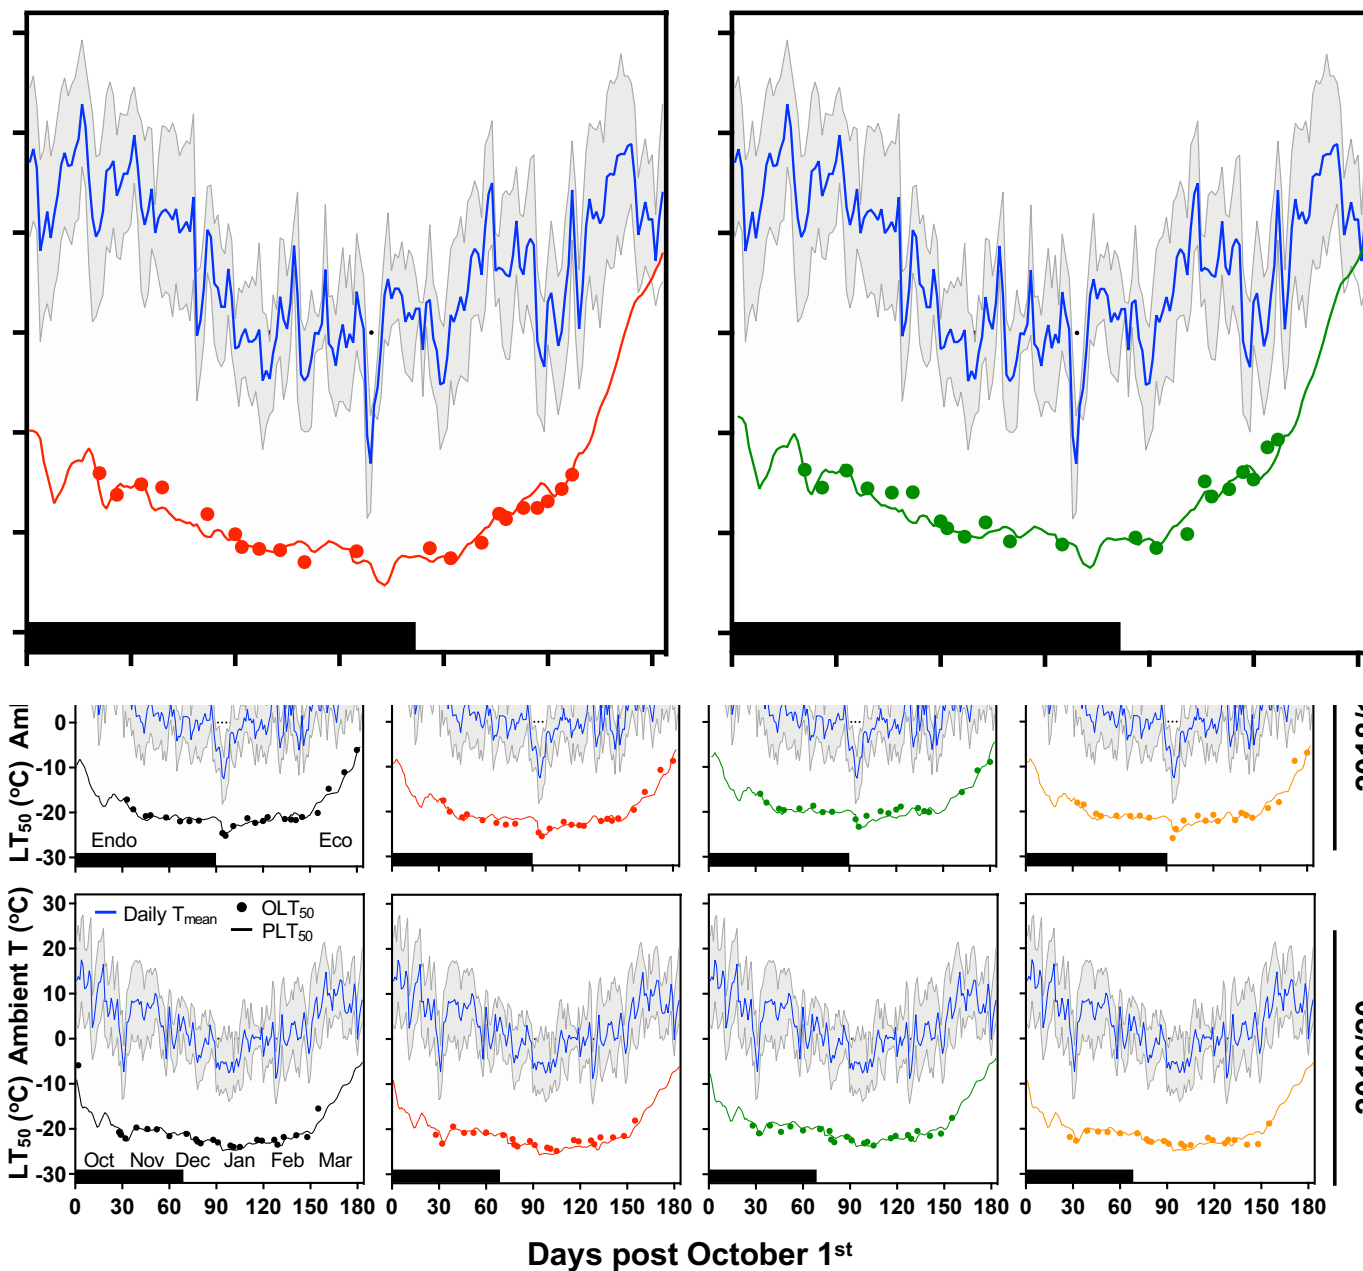 0
-10
-20
-30
LT50 (ºC) Am
Endo
Eco
30
20
10
0
-10
-20
-30
LT50 (ºC) Ambient T (ºC)
Daily Tmean
OLT50
PLT50
Oct Nov Dec Jan Feb Mar
0 30 60 90 120 150 180 0 30 60 90 120 150 180 0 30 60 90 120 150 180 0 30 60 90 120 150 180
Days post October 1st